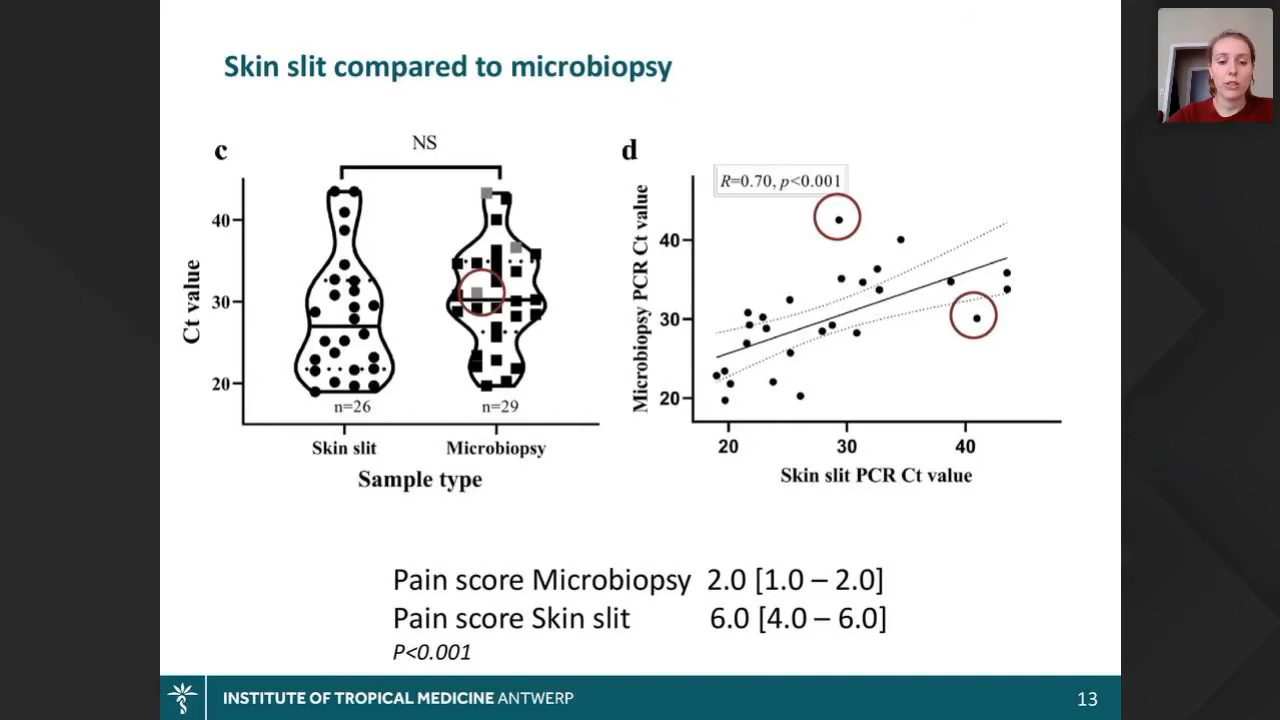 Skin slit compared to microbiopsy
c
NS
Ct value
40
30
20
n=26
n=29
Skin slit
Microbiopsy
Sample type
d
R=0.70, p<0.001
Microbiopsy PCR Ct value
40
30
20
20
30
40
Skin slit PCR Ct value
Pain score Microbiopsy 2.0 [1.0 – 2.0]
Pain score Skin slit 6.0 [4.0 – 6.0]
P<0.001
INSTITUTE OF TROPICAL MEDICINE ANTWERP
13